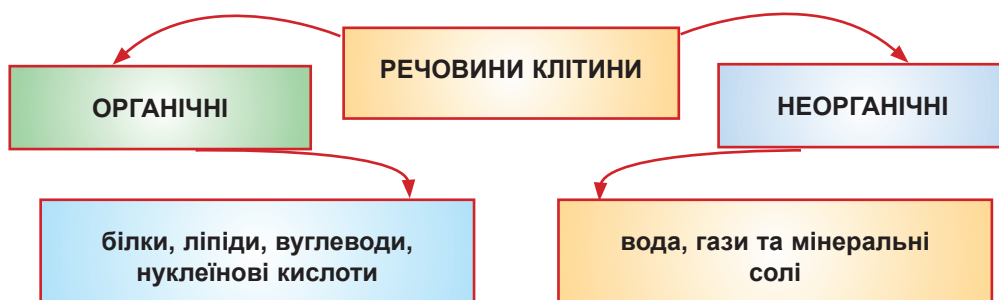 РЕЧОВИНИ КЛІТИНИ
ОРГАНІЧНІ
НЕОРГАНІЧНІ
білки, ліпіди, вуглеводи,
нуклеїнові кислоти
вода, гази та мінеральні
солі